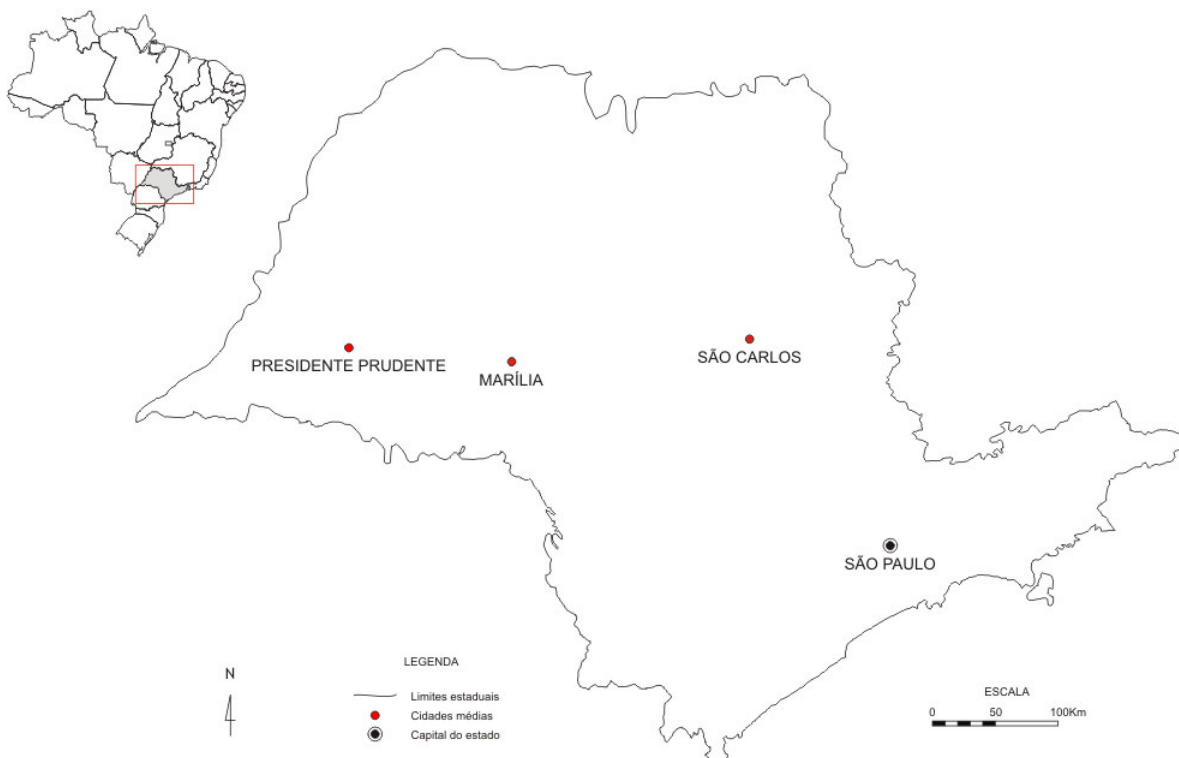 PRESIDENTE PRUDENTE
MARÍLIA
SÃO CARLOS
SÃO PAULO
N
LEGENDA
Limites estaduais
Cidades médias
Capital do estado
ESCALA
0 50 100Km